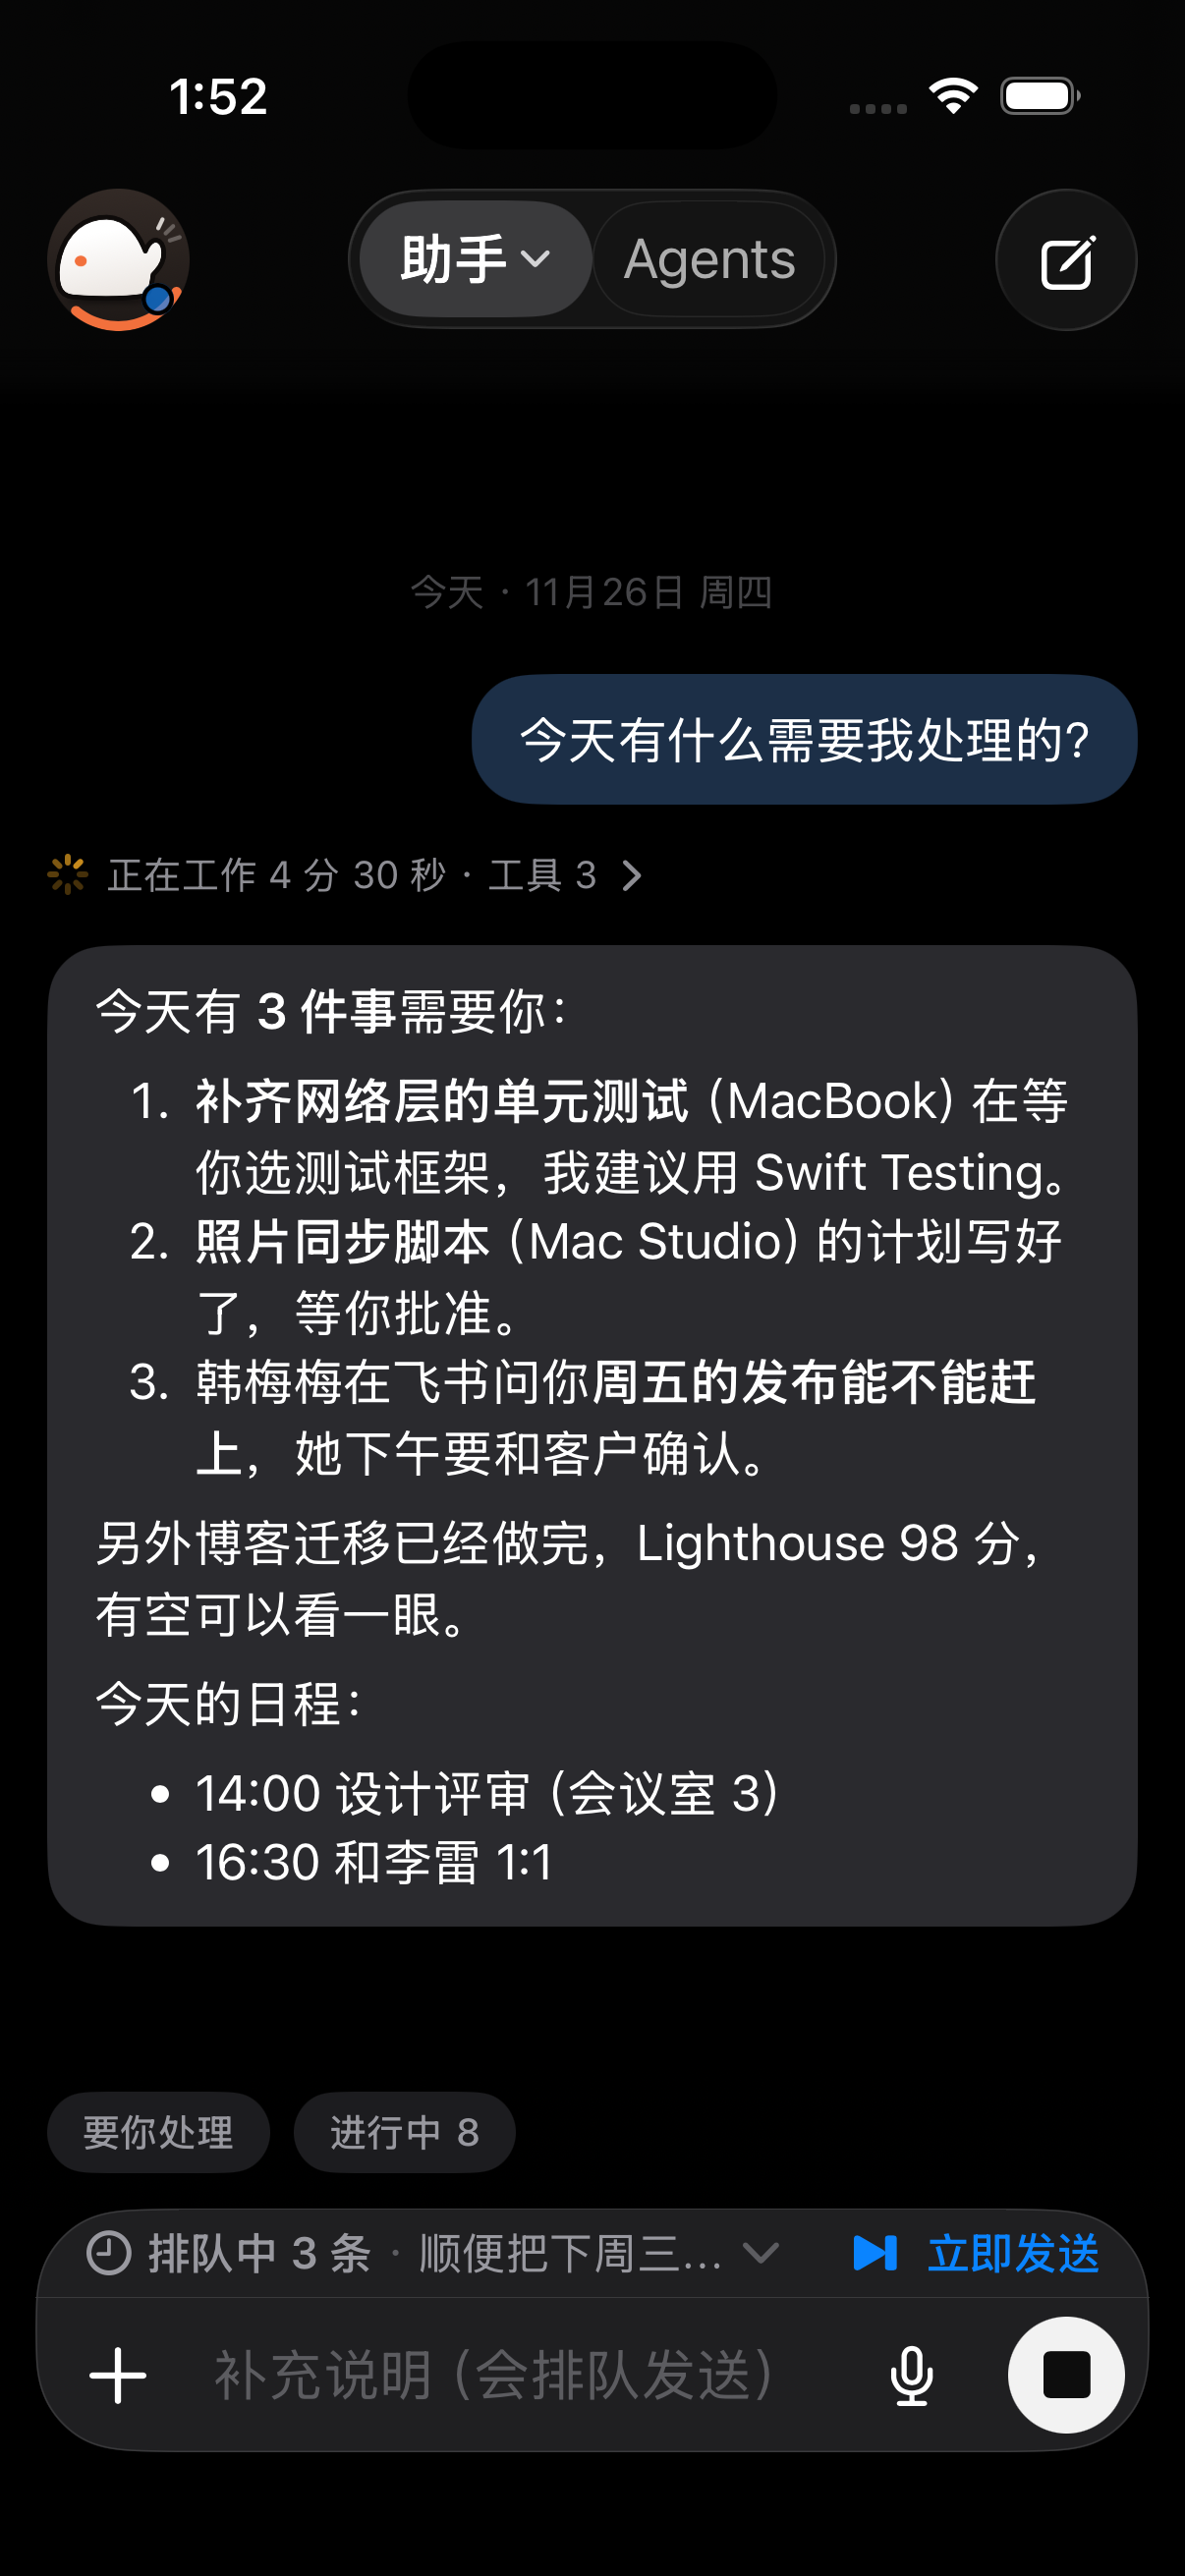 1:52
助手
Agents
今天 · 11月26日 周四
今天有什么需要我处理的?
正在工作 4 分 30 秒 · 工具 3
今天有 3 件事需要你：
1. 补齐网络层的单元测试（MacBook）在等
你选测试框架，我建议用 Swift Testing。
2. 照片同步脚本（Mac Studio）的计划写好
了，等你批准。
3. 韩梅梅在飞书问你周五的发布能不能赶
上，她下午要和客户确认。
另外博客迁移已经做完，Lighthouse 98 分，
有空可以看一眼。
今天的日程：
• 14:00 设计评审（会议室 3）
• 16:30 和李雷 1:1
要你处理
进行中 8
排队中 3 条 · 顺便把下周三...
立即发送
补充说明（会排队发送）